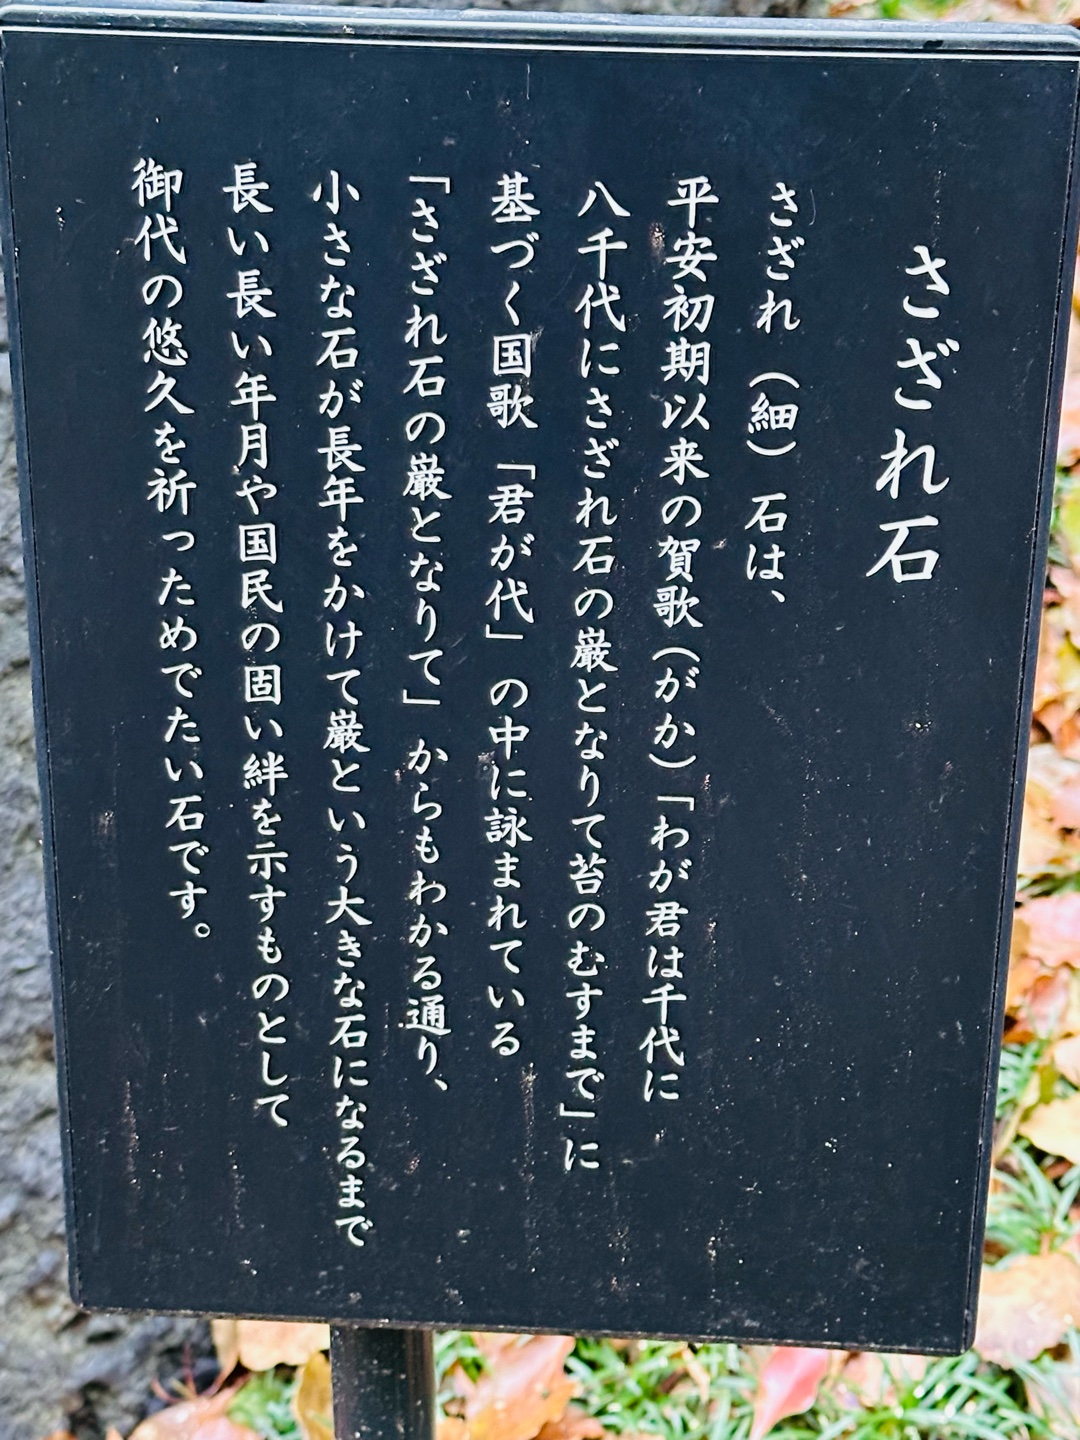 さざれ石
さざれ（細）石は、
平安初期以来の賀歌（がか）「わが君は千代に
八千代にさざれ石の巌となりて苔のむすまで」に
基づく国歌「君が代」の中に詠まれている
「さざれ石の巌となりて」からもわかる通り、
小さな石が長年をかけて巌という大きな石になるまで
長い長い年月や国民の固い絆を示すものとして
御代の悠久を祈っためでたい石です。